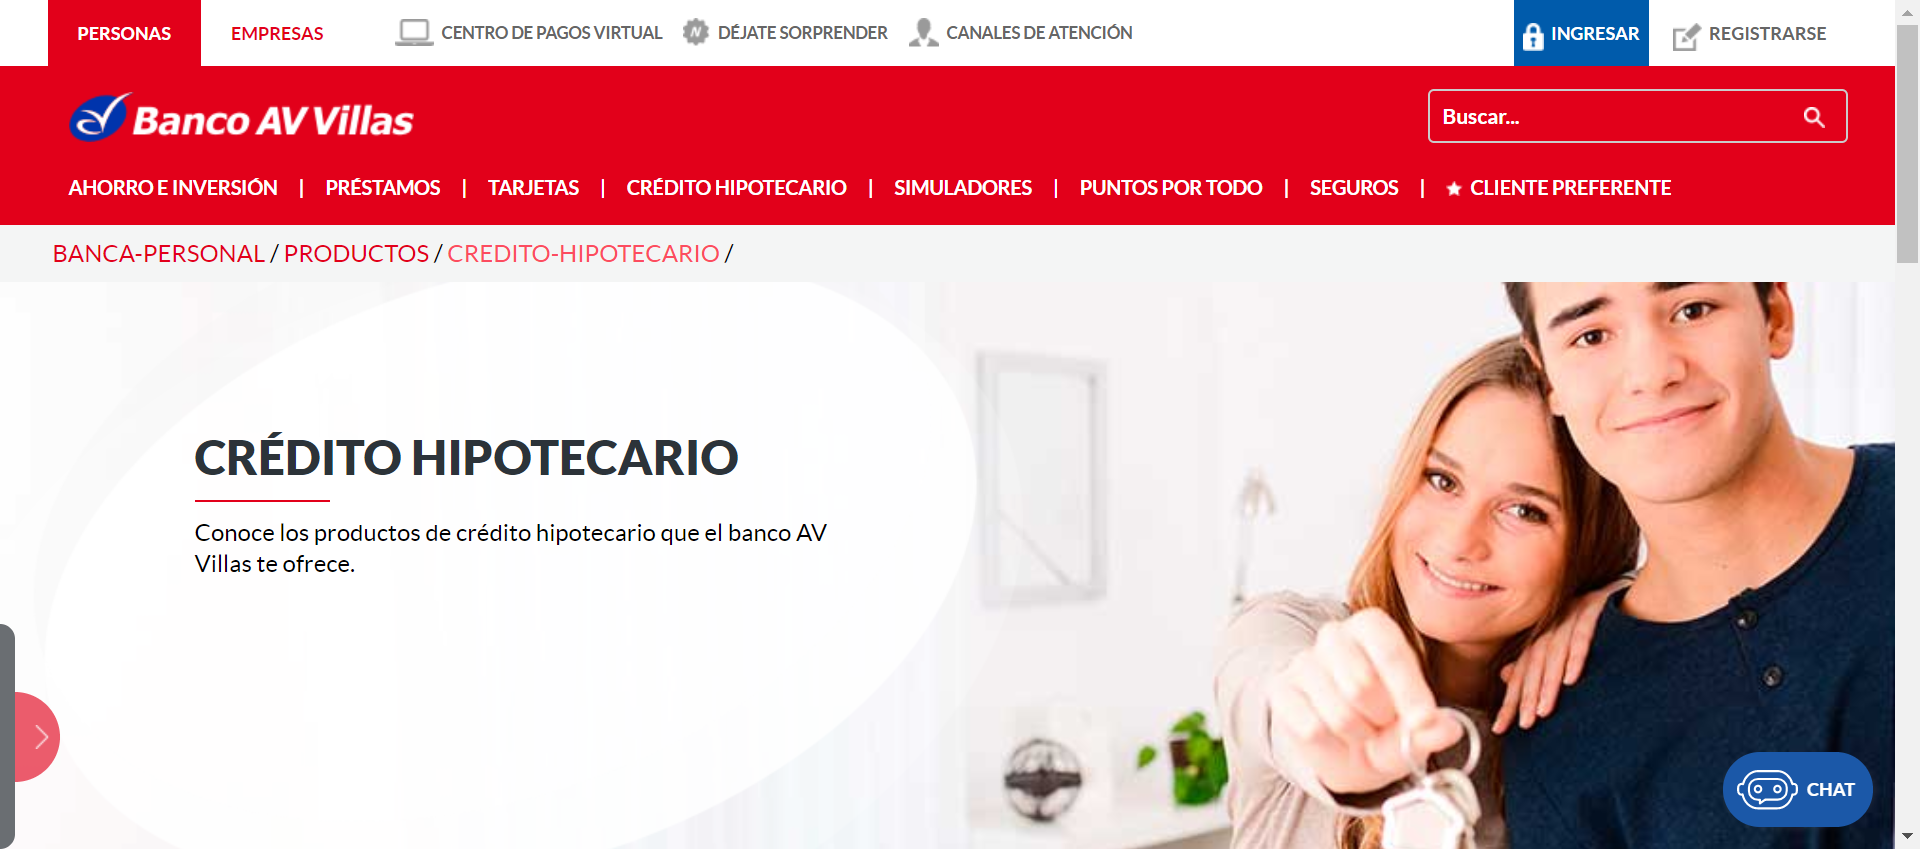 PERSONAS EMPRESAS CENTRO DE PAGOS VIRTUAL DÉJATE SORPRENDER CANALES DE ATENCIÓN INGRESAR REGISTRARSE
Banco AV Villas Buscar...
AHORRO E INVERSIÓN | PRÉSTAMOS | TARJETAS | CRÉDITO HIPOTECARIO | SIMULADORES | PUNTOS POR TODO | SEGUROS | CLIENTE PREFERENTE
BANCA-PERSONAL / PRODUCTOS / CREDITO-HIPOTECARIO /
CRÉDITO HIPOTECARIO
Conoce los productos de crédito hipotecario que el banco AV
Villas te ofrece.
CHAT